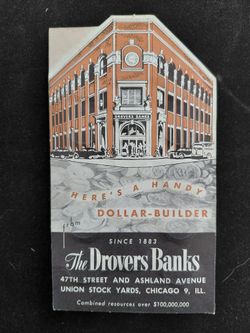 DROVERS BANKS
HERE'S A HANDY
DOLLAR-BUILDER
from
SINCE 1883
The Drovers Banks
47TH STREET AND ASHLAND AVENUE
UNION STOCK YARDS, CHICAGO 9, ILL.
Combined resources over $100,000,000